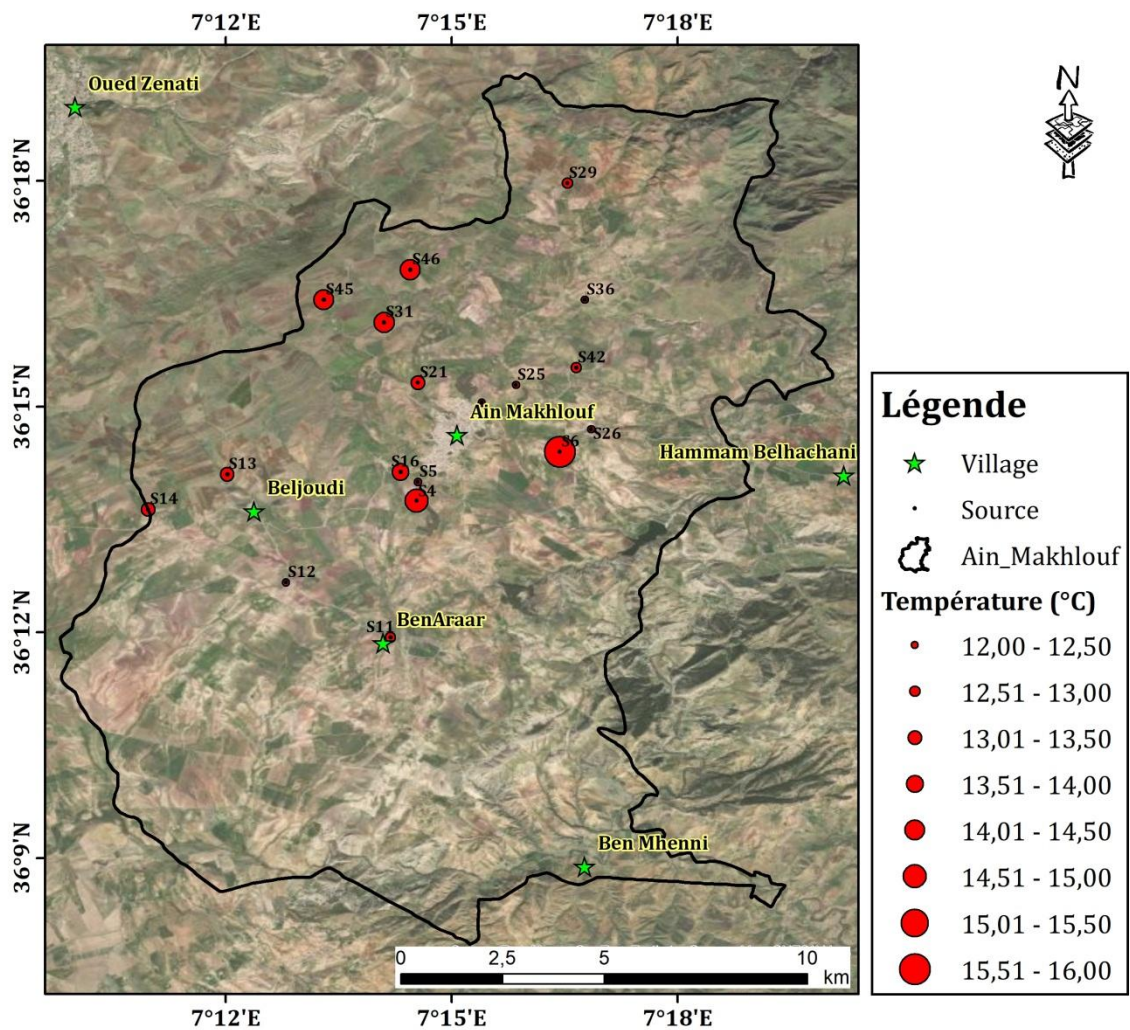 7°12'E 7°15'E 7°18'E
N
Oued Zenati
36°18'N
S29
S46
S45
S36
S31
S42
S21
S25
36°15'N
Ain Makhlouf
S26
S6
Hammam Belhachani
S13
S16
S5
Beljoudi
S4
S14
S12
BenAraar
S11
36°12'N
Ben Mhenni
36°9'N
0 2,5 5 10
km
7°12'E 7°15'E 7°18'E
Légende
Village
Source
Ain_Makhlouf
Température (°C)
12,00 - 12,50
12,51 - 13,00
13,01 - 13,50
13,51 - 14,00
14,01 - 14,50
14,51 - 15,00
15,01 - 15,50
15,51 - 16,00